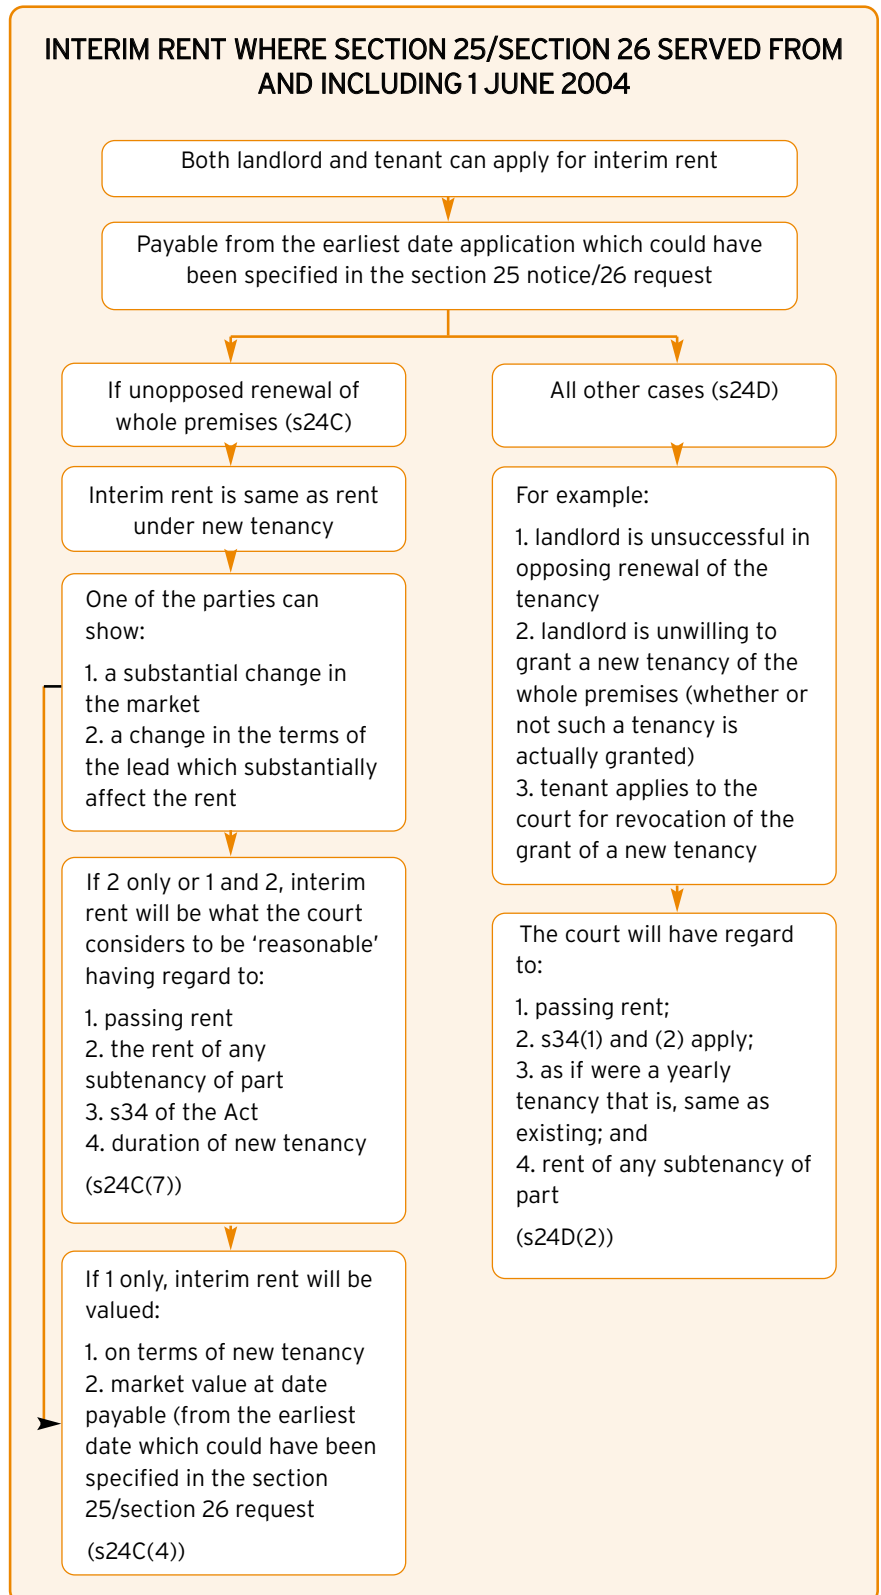 INTERIM RENT WHERE SECTION 25/SECTION 26 SERVED FROM
AND INCLUDING 1 JUNE 2004
Both landlord and tenant can apply for interim rent
Payable from the earliest date application which could have
been specified in the section 25 notice/26 request
If unopposed renewal of
whole premises (s24C)
Interim rent is same as rent
under new tenancy
One of the parties can
show:
1. a substantial change in
the market
2. a change in the terms of
the lead which substantially
affect the rent
If 2 only or 1 and 2, interim
rent will be what the court
considers to be ‘reasonable’
having regard to:
1. passing rent
2. the rent of any
subtenancy of part
3. s34 of the Act
4. duration of new tenancy
(s24C(7))
If 1 only, interim rent will be
valued:
1. on terms of new tenancy
2. market value at date
payable (from the earliest
date which could have been
specified in the section
25/section 26 request
(s24C(4))
All other cases (s24D)
For example:
1. landlord is unsuccessful in
opposing renewal of the
tenancy
2. landlord is unwilling to
grant a new tenancy of the
whole premises (whether or
not such a tenancy is
actually granted)
3. tenant applies to the
court for revocation of the
grant of a new tenancy
The court will have regard
to:
1. passing rent;
2. s34(1) and (2) apply;
3. as if were a yearly
tenancy that is, same as
existing; and
4. rent of any subtenancy of
part
(s24D(2))